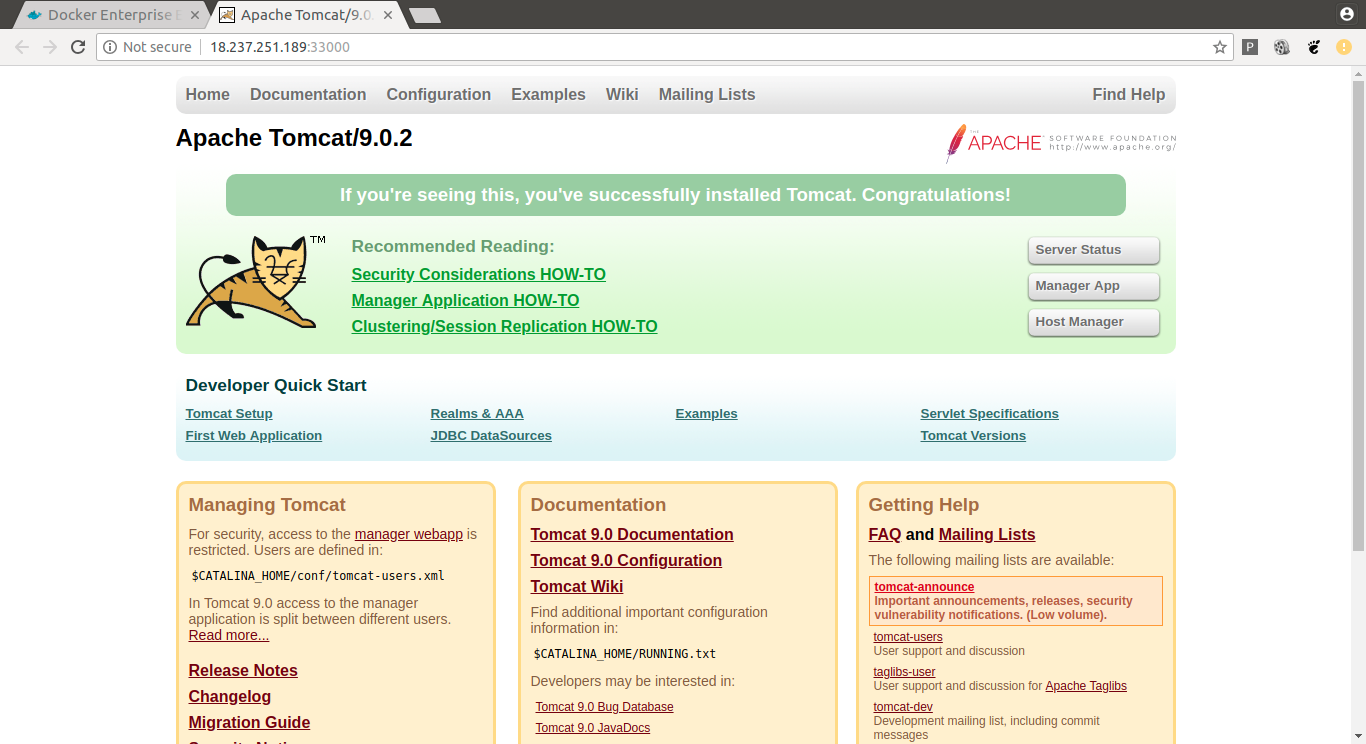 Docker Enterprise E
Apache Tomcat/9.0.
Not secure
18.237.251.189:33000
P
Home Documentation Configuration Examples Wiki Mailing Lists Find Help
Apache Tomcat/9.0.2
THE
APACHE SOFTWARE FOUNDATION
http://www.apache.org/
If you're seeing this, you've successfully installed Tomcat. Congratulations!
TM
Recommended Reading:
Security Considerations HOW-TO
Manager Application HOW-TO
Clustering/Session Replication HOW-TO
Server Status
Manager App
Host Manager
Developer Quick Start
Tomcat Setup
First Web Application
Realms & AAA
JDBC DataSources
Examples
Servlet Specifications
Tomcat Versions
Managing Tomcat
For security, access to the manager webapp is
restricted. Users are defined in:
$CATALINA_HOME/conf/tomcat-users.xml
In Tomcat 9.0 access to the manager
application is split between different users.
Read more...
Release Notes
Changelog
Migration Guide
Documentation
Tomcat 9.0 Documentation
Tomcat 9.0 Configuration
Tomcat Wiki
Find additional important configuration
information in:
$CATALINA_HOME/RUNNING.txt
Developers may be interested in:
Tomcat 9.0 Bug Database
Tomcat 9.0 JavaDocs
Getting Help
FAQ and Mailing Lists
The following mailing lists are available:
tomcat-announce
Important announcements, releases, security
vulnerability notifications. (Low volume).
tomcat-users
User support and discussion
taglibs-user
User support and discussion for Apache Taglibs
tomcat-dev
Development mailing list, including commit
messages